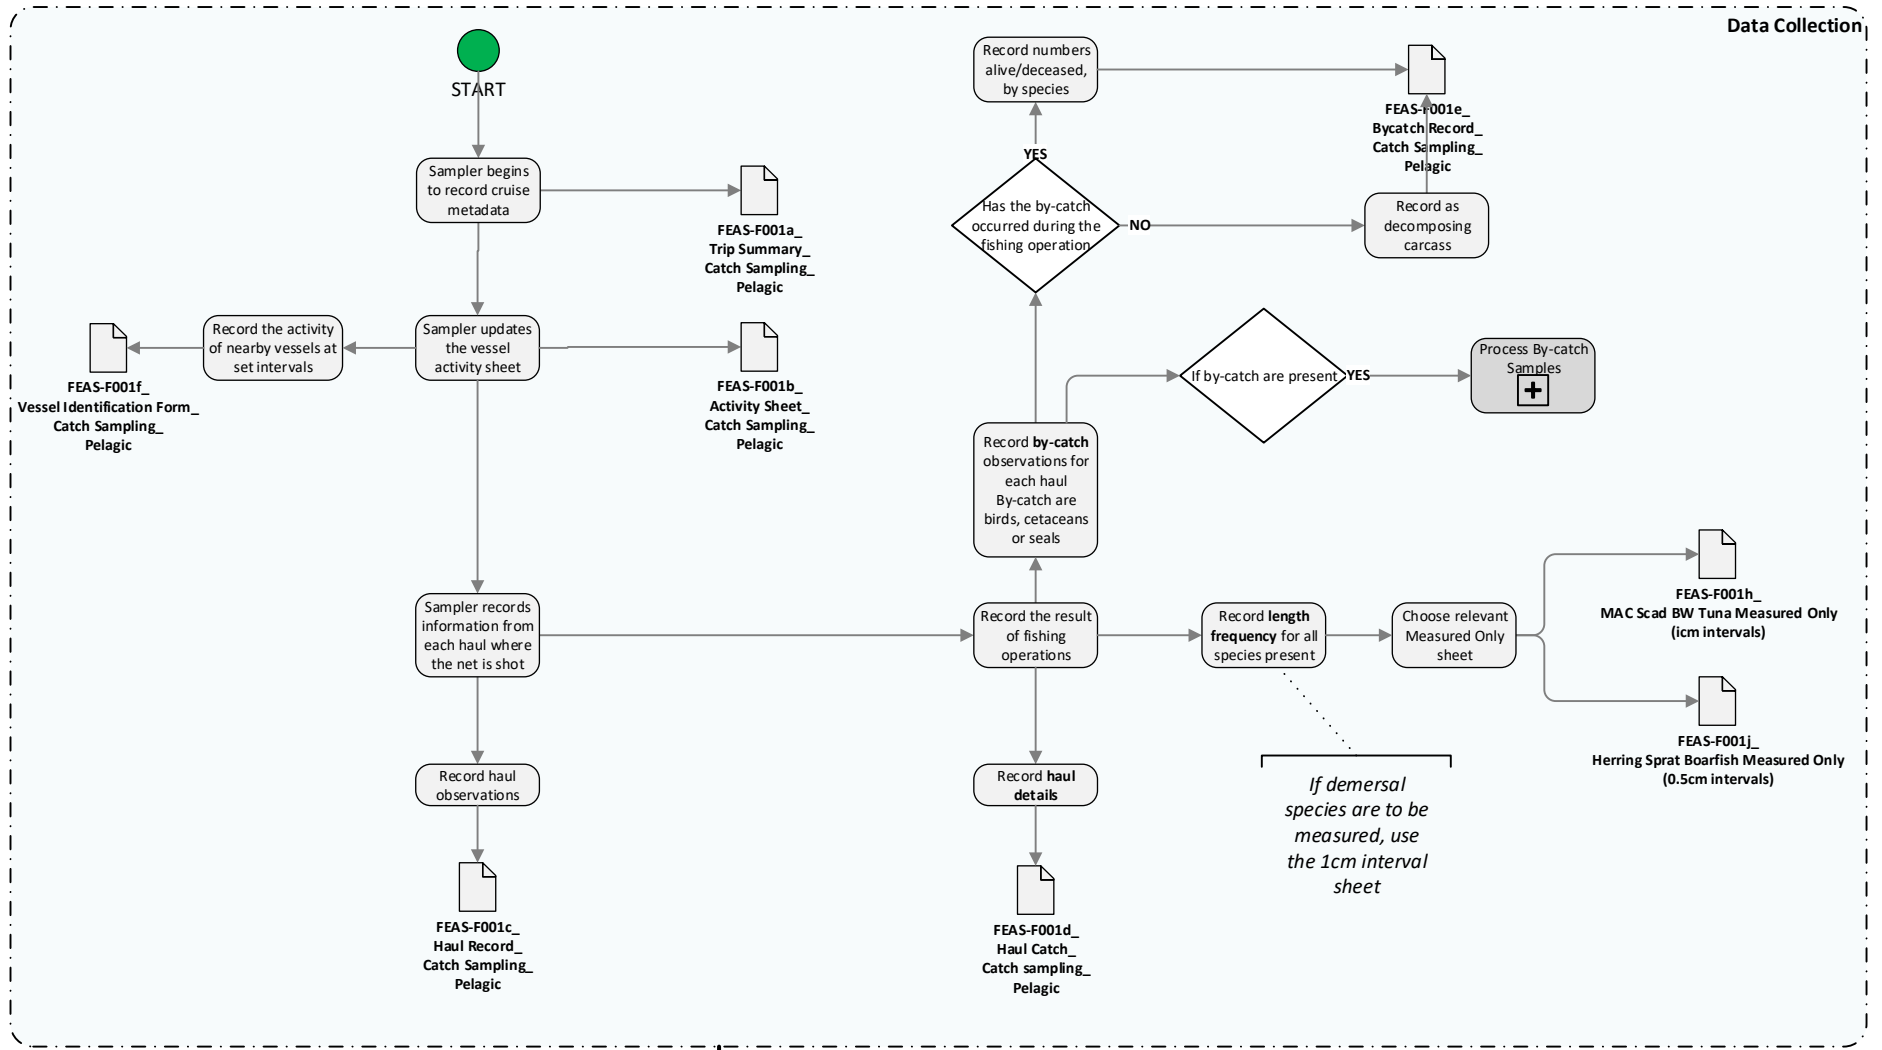 Data Collection
START
Sampler begins
to record cruise
metadata
FEAS-F001a_
Trip Summary_
Catch Sampling_
Pelagic
Record the activity
of nearby vessels at
set intervals
Sampler updates
the vessel
activity sheet
FEAS-F001f_
Vessel Identification Form_
Catch Sampling_
Pelagic
FEAS-F001b_
Activity Sheet_
Catch Sampling_
Pelagic
Sampler records
information from
each haul where
the net is shot
Record haul
observations
FEAS-F001c_
Haul Record_
Catch Sampling_
Pelagic
Record numbers
alive/deceased,
by species
FEAS-F001e_
Bycatch Record_
Catch Sampling_
Pelagic
YES
Has the by-catch
occurred during the
fishing operation
NO
Record as
decomposing
carcass
If by-catch are present
YES
Process By-catch
Samples
Record by-catch
observations for
each haul
By-catch are
birds, cetaceans
or seals
Record the result
of fishing
operations
Record length
frequency for all
species present
Choose relevant
Measured Only
sheet
FEAS-F001h_
MAC Scad BW Tuna Measured Only
(icm intervals)
FEAS-F001j_
Herring Sprat Boarfish Measured Only
(0.5cm intervals)
If demersal
species are to be
measured, use
the 1cm interval
sheet
Record haul
details
FEAS-F001d_
Haul Catch_
Catch sampling_
Pelagic